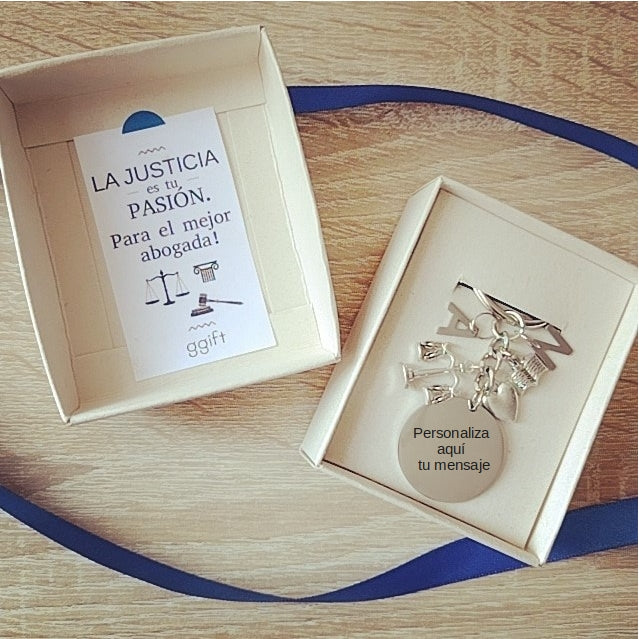 LA JUSTICIA
es tu
PASIÓN.
Para el mejor
abogada!
ggift
A
N
Personaliza
aquí
tu mensaje